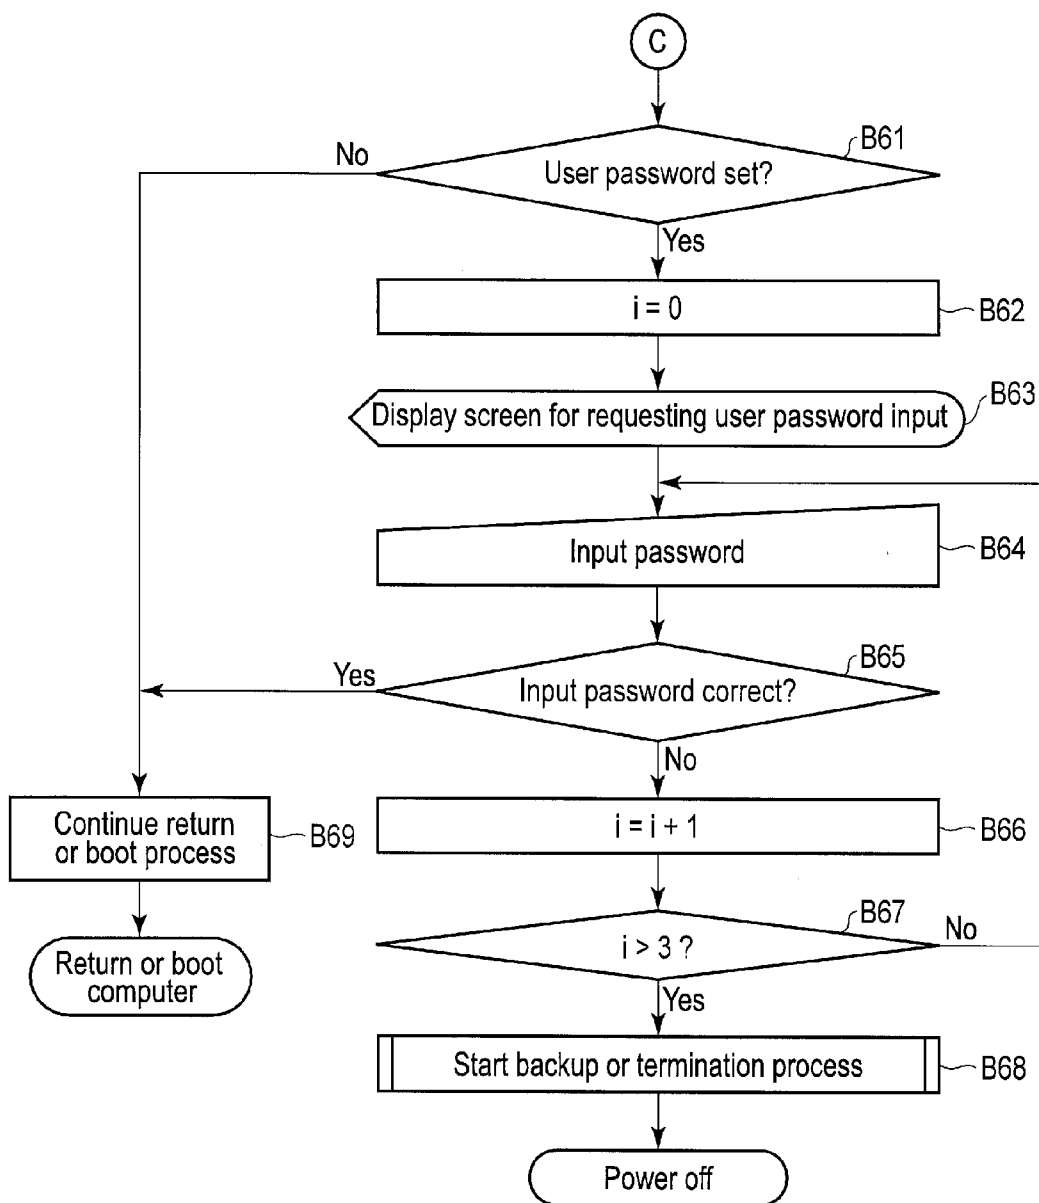 C
B61
No
User password set?
Yes
i = 0
B62
B63
Display screen for requesting user password input
Input password
B64
B65
Yes
Input password correct?
No
Continue return
or boot process
B69
i = i + 1
B66
B67
i > 3 ?
No
Return or boot
computer
Yes
Start backup or termination process
B68
Power off